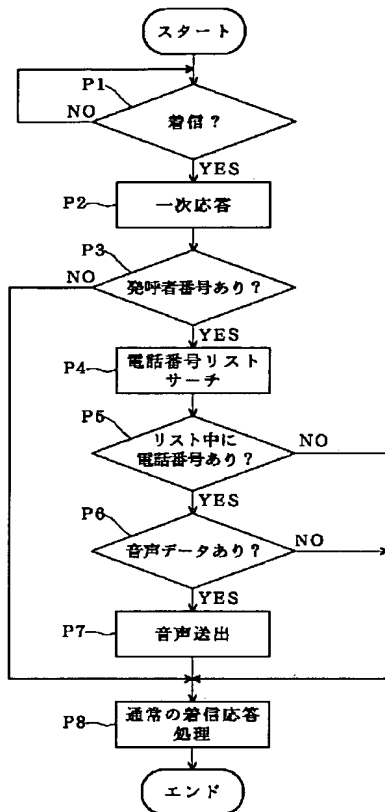 スタート
P1
NO
着信？
YES
P2
一次応答
P3
NO
発呼者番号あり？
YES
P4
電話番号リスト
サーチ
P5
リスト中に
電話番号あり？
NO
YES
P6
音声データあり？
NO
YES
P7
音声送出
P8
通常の着信応答
処理
エンド